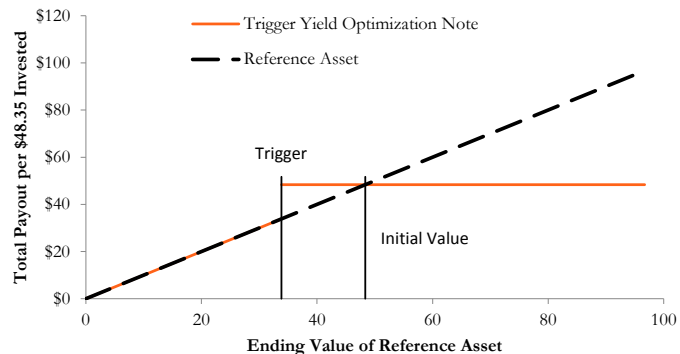 $120
$100
$80
$60
$40
$20
$0
Total Payout per $48.35 Invested
Trigger Yield Optimization Note
Reference Asset
Trigger
Initial Value
0
20
40
60
80
100
Ending Value of Reference Asset